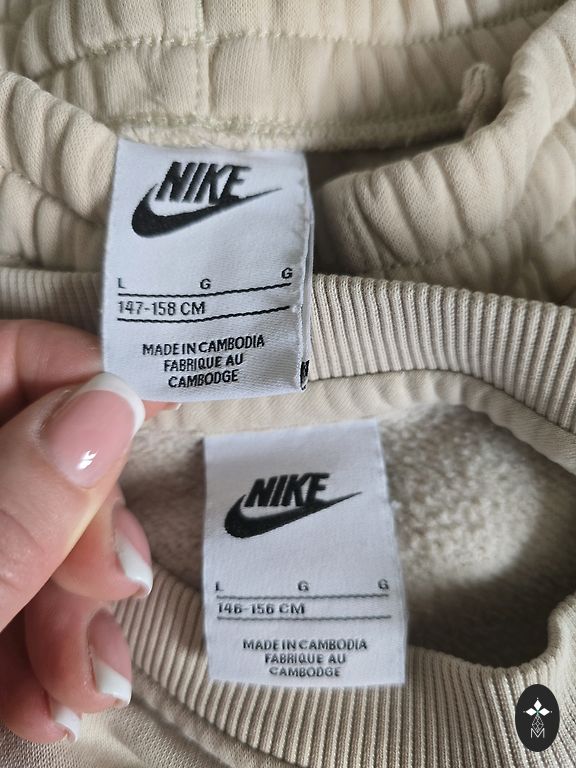 NIKE
L G G
147-158 CM
MADE IN CAMBODIA
FABRIQUE AU
CAMBODGE
NIKE
L G G
146-156 CM
MADE IN CAMBODIA
FABRIQUE AU
CAMBODGE
M